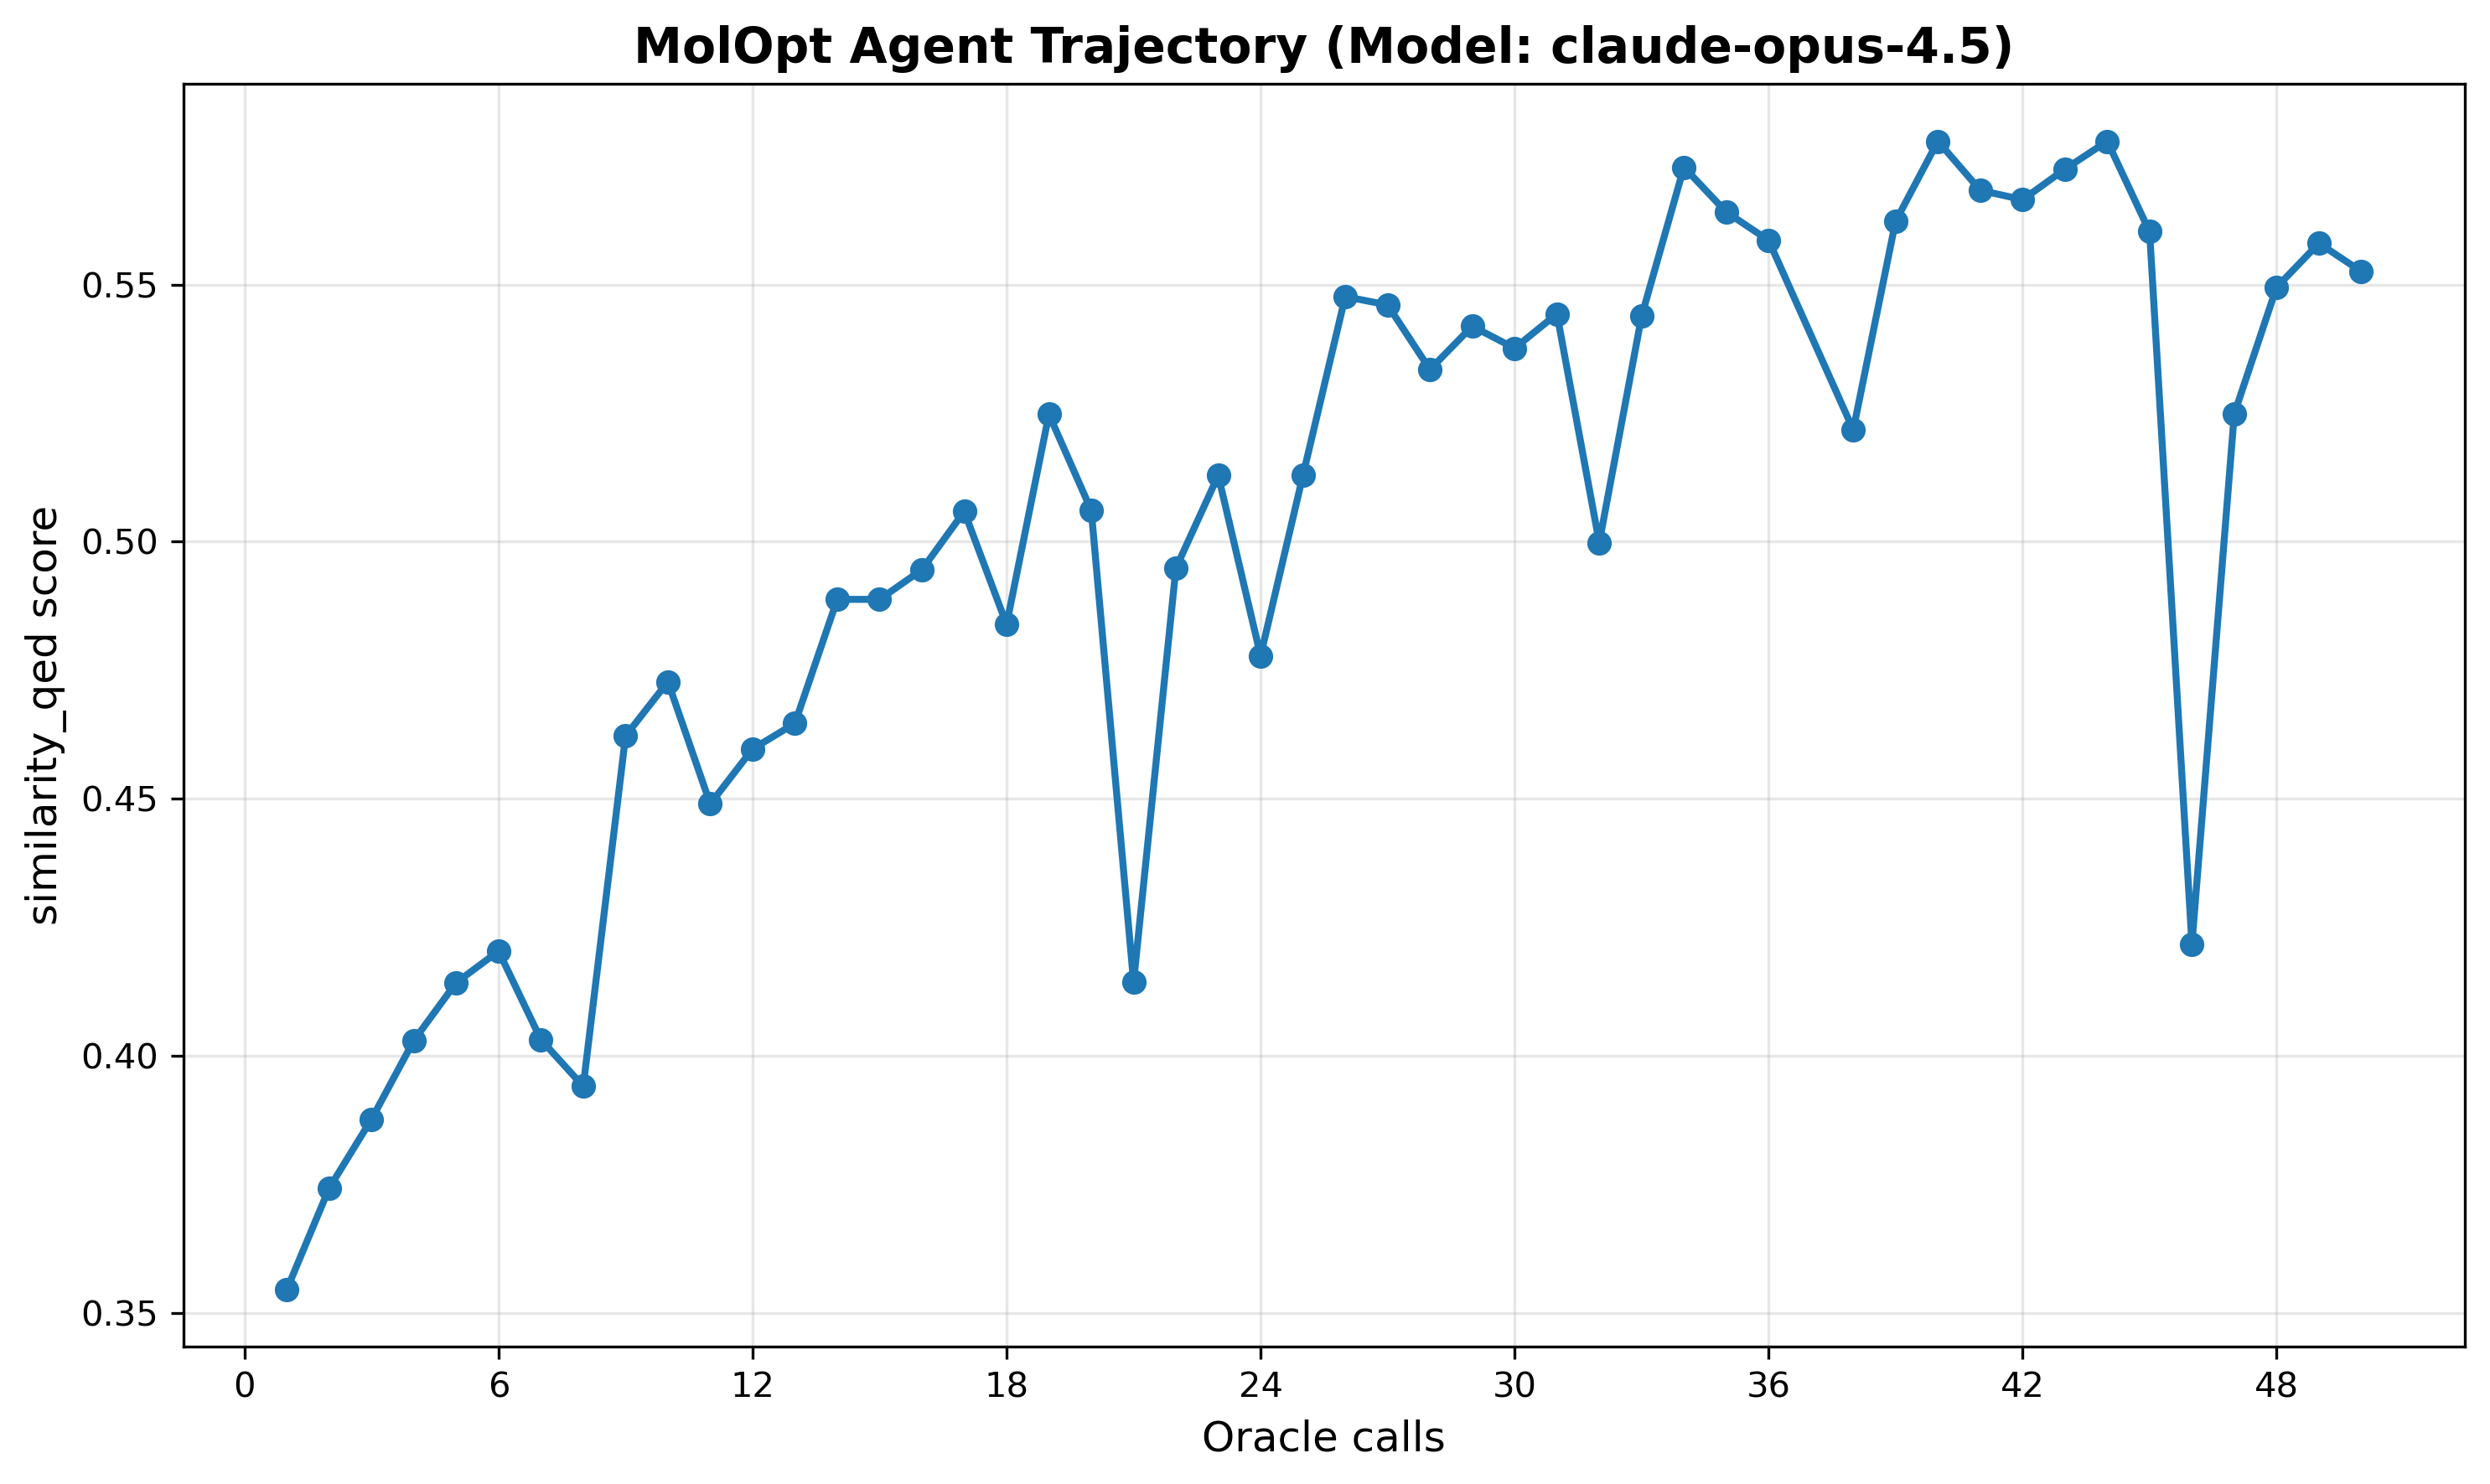 MolOpt Agent Trajectory (Model: claude-opus-4.5)
similarity_qed score
0.55
0.50
0.45
0.40
0.35
0 6 12 18 24 30 36 42 48
Oracle calls